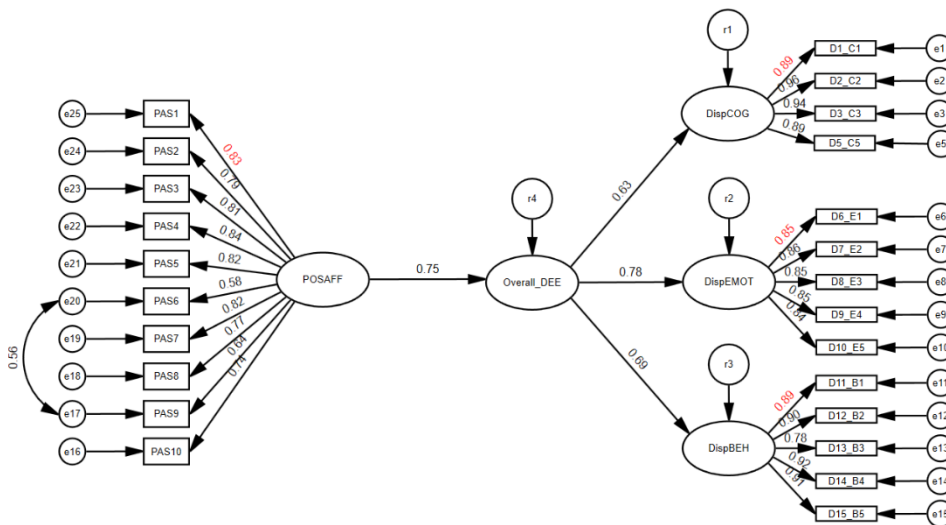 r1
D1_C1
e1
D2_C2
e2
D3_C3
e3
D5_C5
e5
DispCOG
0.89
0.96
0.94
0.89
e25
PAS1
e24
PAS2
e23
PAS3
e22
PAS4
e21
PAS5
e20
PAS6
e19
PAS7
e18
PAS8
e17
PAS9
e16
PAS10
0.56
0.83
0.79
0.81
0.84
0.82
0.58
0.82
0.77
0.64
0.74
POSAFF
0.75
r4
Overall_DEE
0.63
0.78
0.69
r2
DispEMOT
0.85
0.86
0.85
0.85
0.84
D6_E1
e6
D7_E2
e7
D8_E3
e8
D9_E4
e9
D10_E5
e10
r3
DispBEH
0.89
0.90
0.78
0.92
0.91
D11_B1
e11
D12_B2
e12
D13_B3
e13
D14_B4
e14
D15_B5
e15